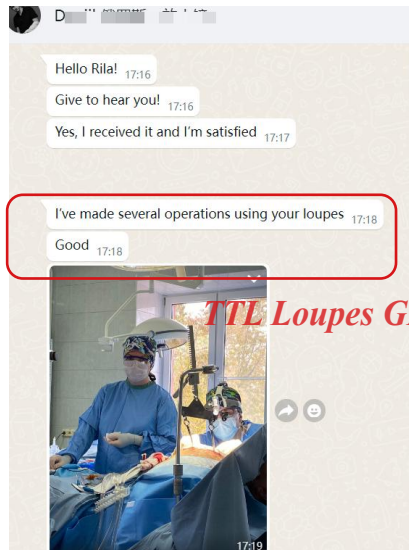 Hello Rila! 17:16
Give to hear you! 17:16
Yes, I received it and I'm satisfied 17:17
I've made several operations using your loupes 17:18
Good 17:18
TTL Loupes
17:19